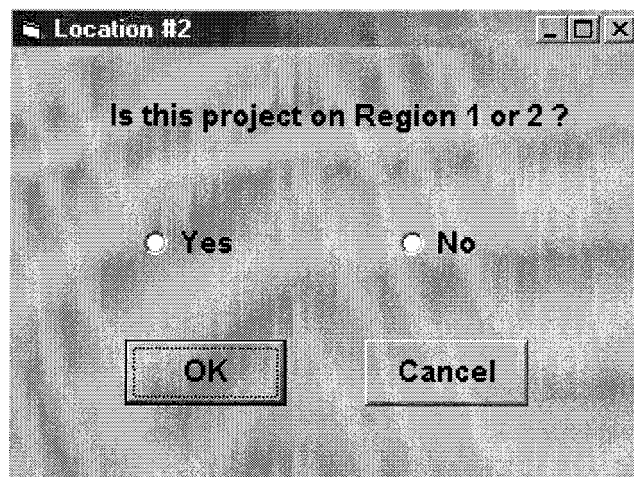 Location #2
Is this project on Region 1 or 2 ?
Yes
No
OK
Cancel